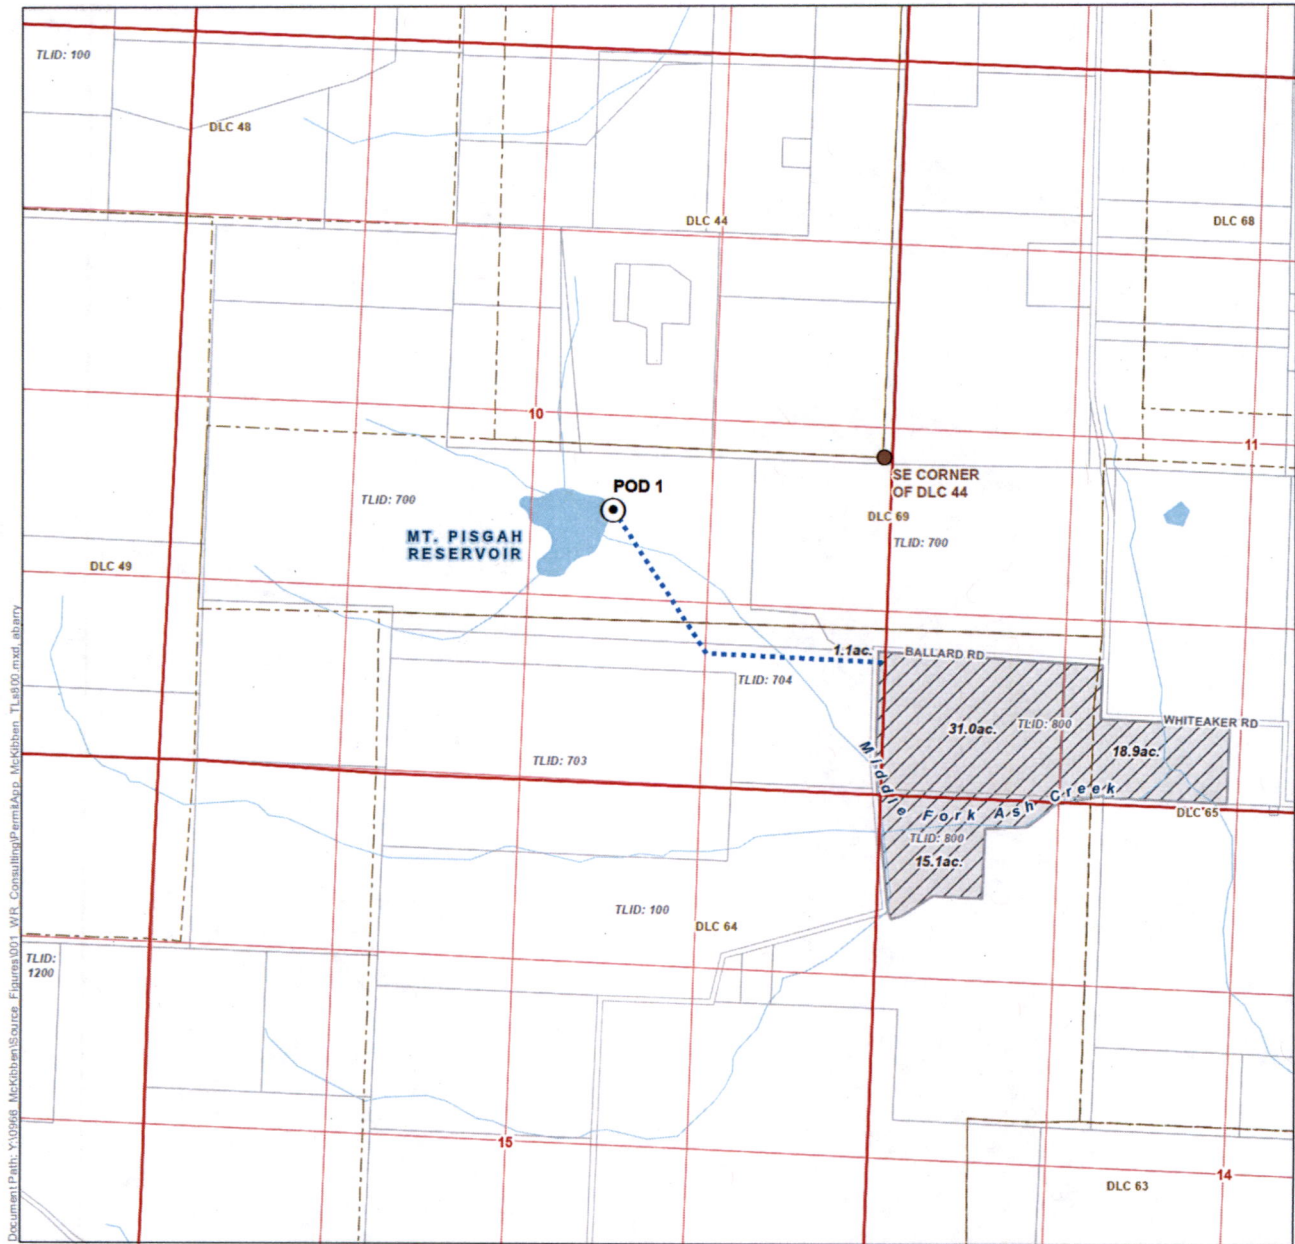 TLID: 100
DLC 48
DLC 44
DLC 68
10
11
SE CORNER
OF DLC 44
POD 1
TLID: 700
DLC 69
MT. PISGAH
RESERVOIR
TLID: 700
DLC 49
1.1ac.
BALLARD RD
TLID: 704
31.0ac.
TLID: 800
WHITEAKER RD
18.9ac.
TLID: 703
Middle Fork Ash Creek
DLC 65
TLID: 800
15.1ac.
TLID: 100
DLC 64
TLID:
1200
15
14
DLC 63
Document Path: Y:\0966_McKibben\Source_Figures\001_WR_Consulting\PermitApp_McKibben_TLs800.mxd, abarry